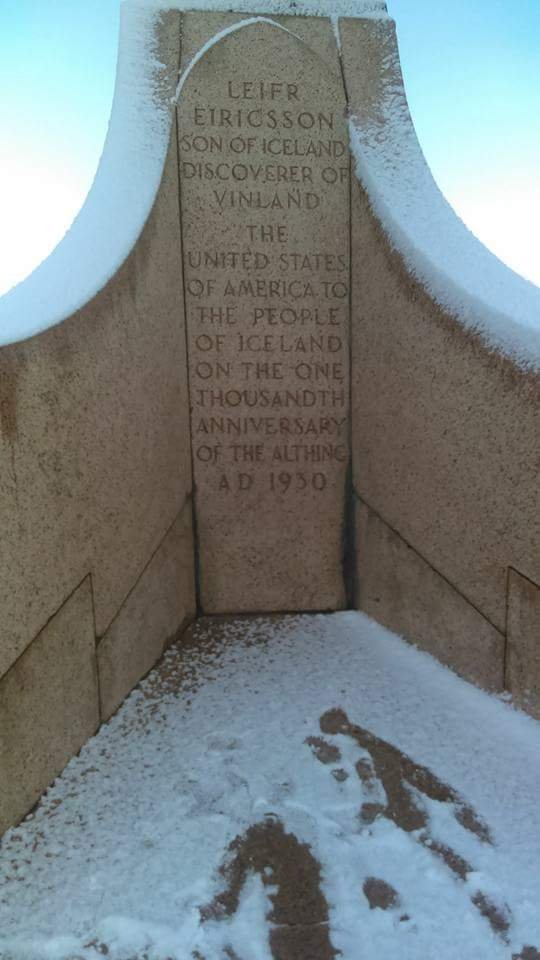 LEIFR
EIRICSSON
SON OF ICELAND
DISCOVERER OF
VINLAND
THE
UNITED STATES
OF AMERICA TO
THE PEOPLE
OF ICELAND
ON THE ONE
THOUSANDTH
ANNIVERSARY
OF THE ALTHING
AD 1930